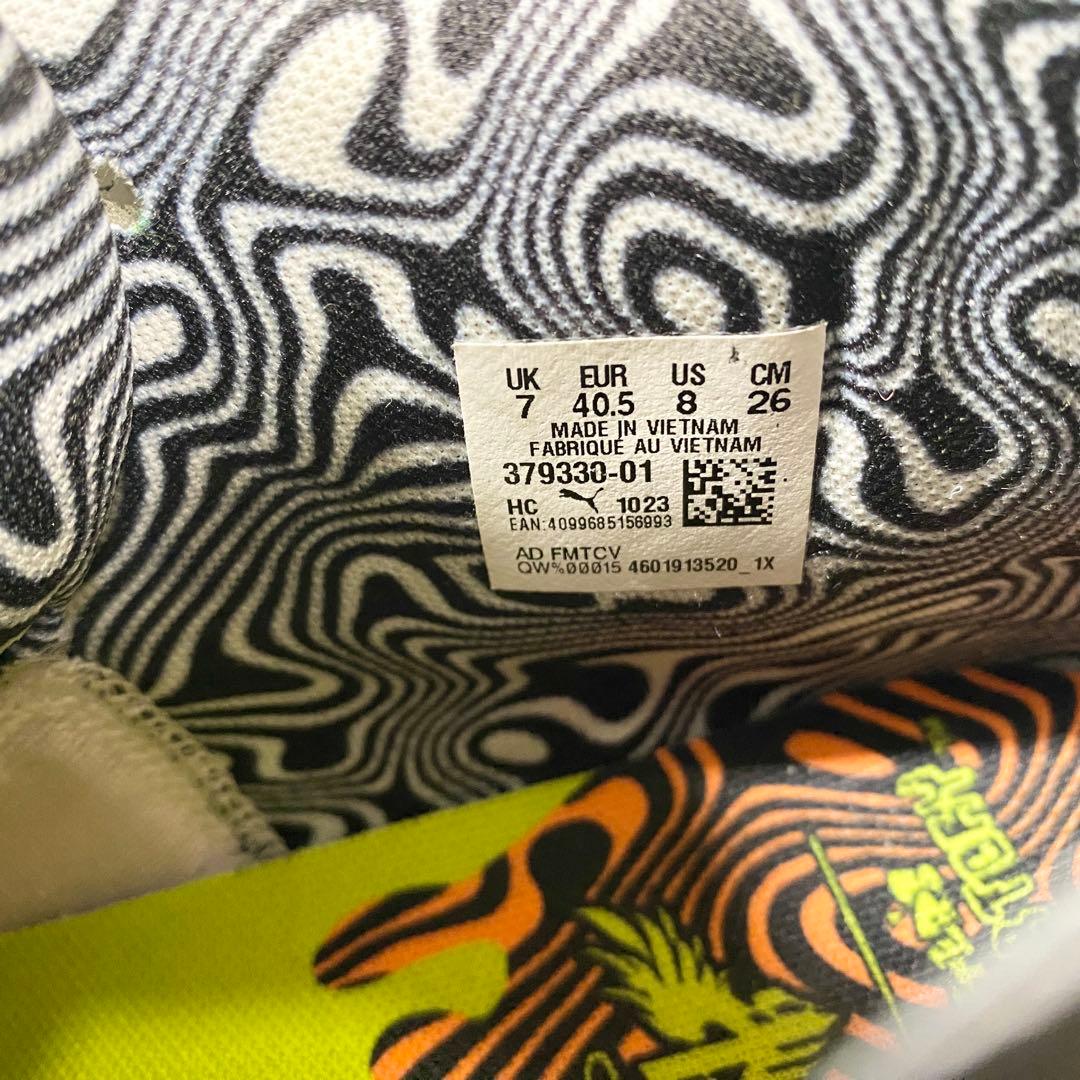 UK EUR US CM
7 40.5 8 26
MADE IN VIETNAM
FABRIQUÉ AU VIETNAM
379330-01
HC 1023
EAN:4099685156993
AD FMTCV
QW%00015 4601913520_1X